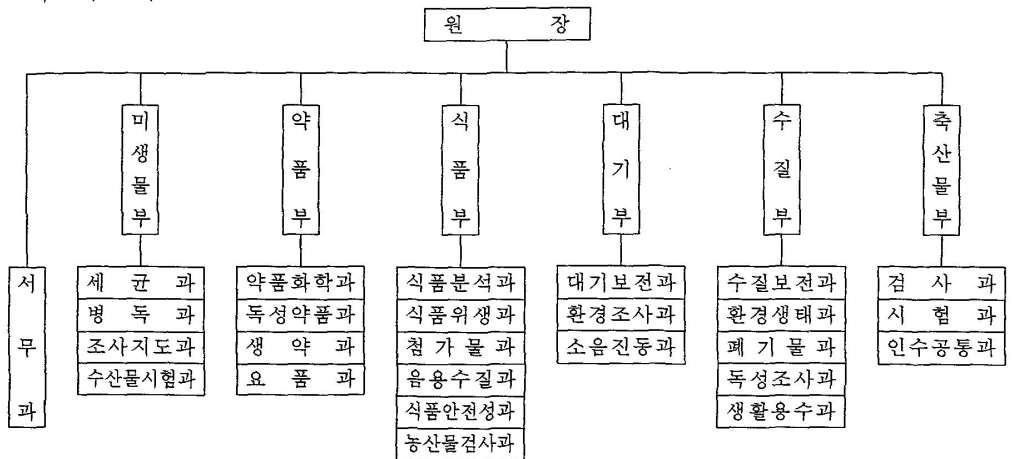 원 장
서무과
미생물부
약품부
식품부
대기부
수질부
축산물부
세균과
병독과
조사지도과
수산물시험과
약품화학과
독성약품과
생약과
요품과
식품분석과
식품위생과
첨가물과
음용수질과
식품안전성과
농산물검사과
대기보전과
환경조사과
소음진동과
수질보전과
환경생태과
폐기물과
독성조사과
생활용수과
검사과
시험과
인수공통과